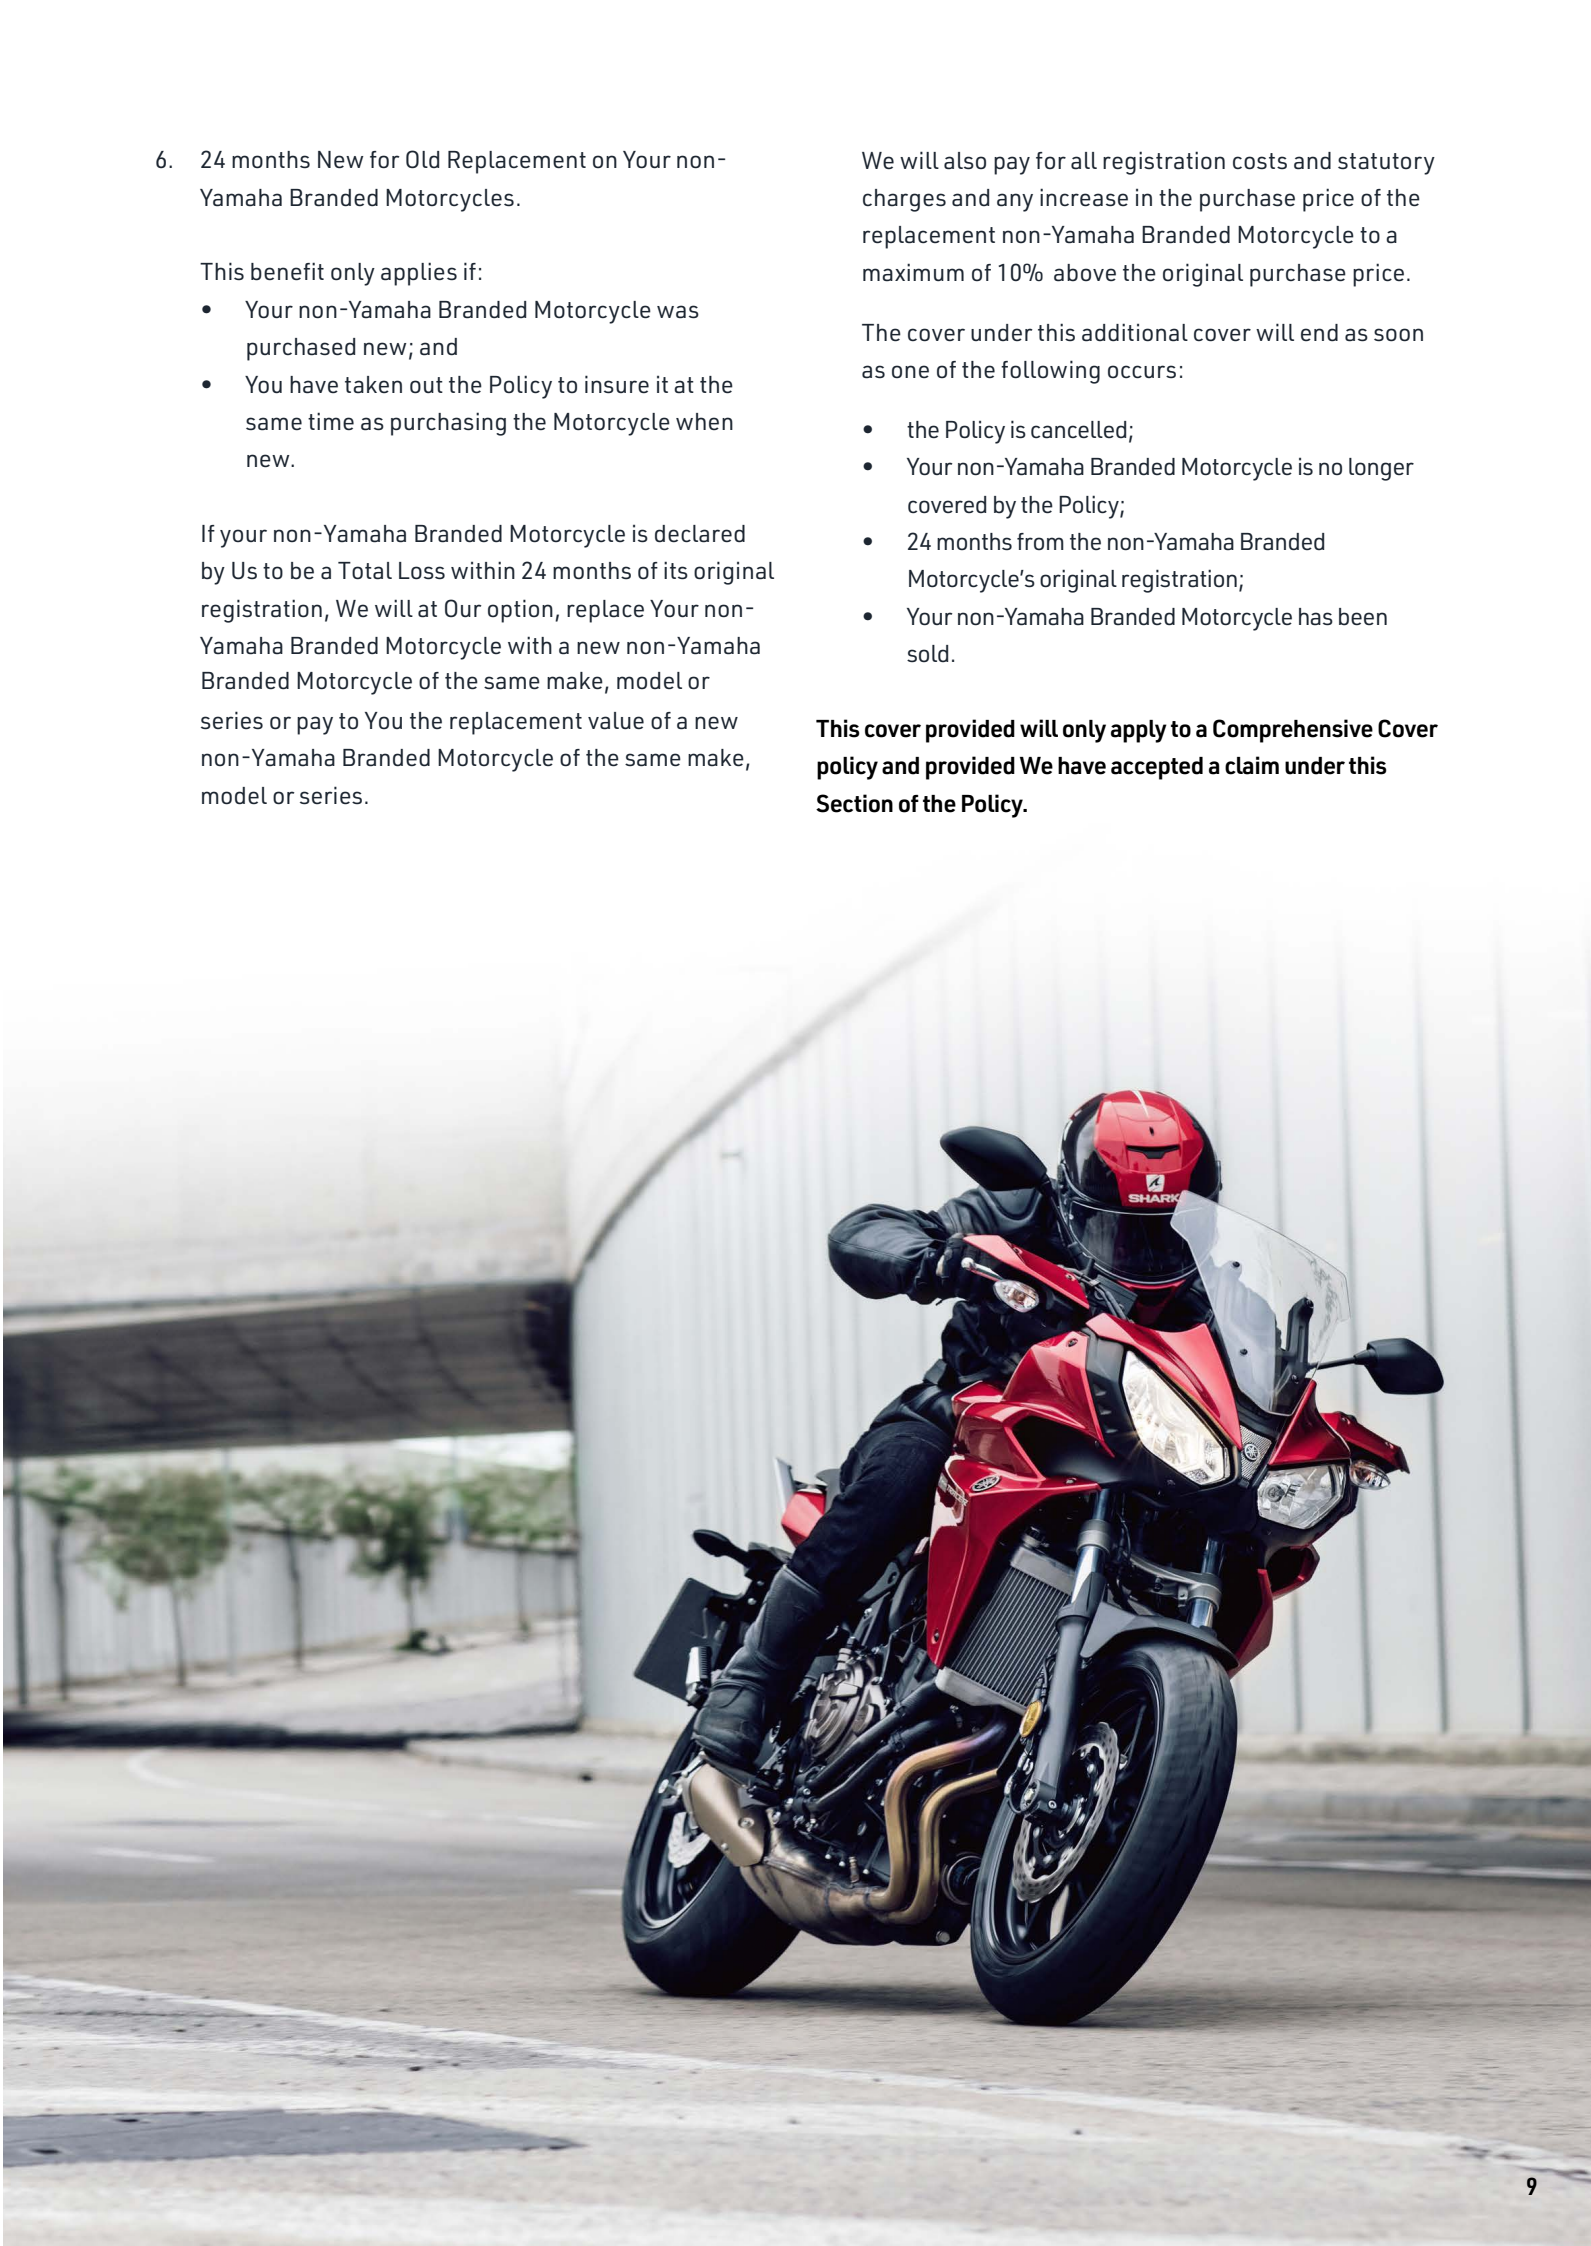 6. 24 months New for Old Replacement on Your non-
Yamaha Branded Motorcycles.
This benefit only applies if:
• Your non-Yamaha Branded Motorcycle was
purchased new; and
• You have taken out the Policy to insure it at the
same time as purchasing the Motorcycle when
new.
If your non-Yamaha Branded Motorcycle is declared
by Us to be a Total Loss within 24 months of its original
registration, We will at Our option, replace Your non-
Yamaha Branded Motorcycle with a new non-Yamaha
Branded Motorcycle of the same make, model or
series or pay to You the replacement value of a new
non-Yamaha Branded Motorcycle of the same make,
model or series.
We will also pay for all registration costs and statutory
charges and any increase in the purchase price of the
replacement non-Yamaha Branded Motorcycle to a
maximum of 10% above the original purchase price.
The cover under this additional cover will end as soon
as one of the following occurs:
• the Policy is cancelled;
• Your non-Yamaha Branded Motorcycle is no longer
covered by the Policy;
• 24 months from the non-Yamaha Branded
Motorcycle’s original registration;
• Your non-Yamaha Branded Motorcycle has been
sold.
This cover provided will only apply to a Comprehensive Cover
policy and provided We have accepted a claim under this
Section of the Policy.
SHARK
9